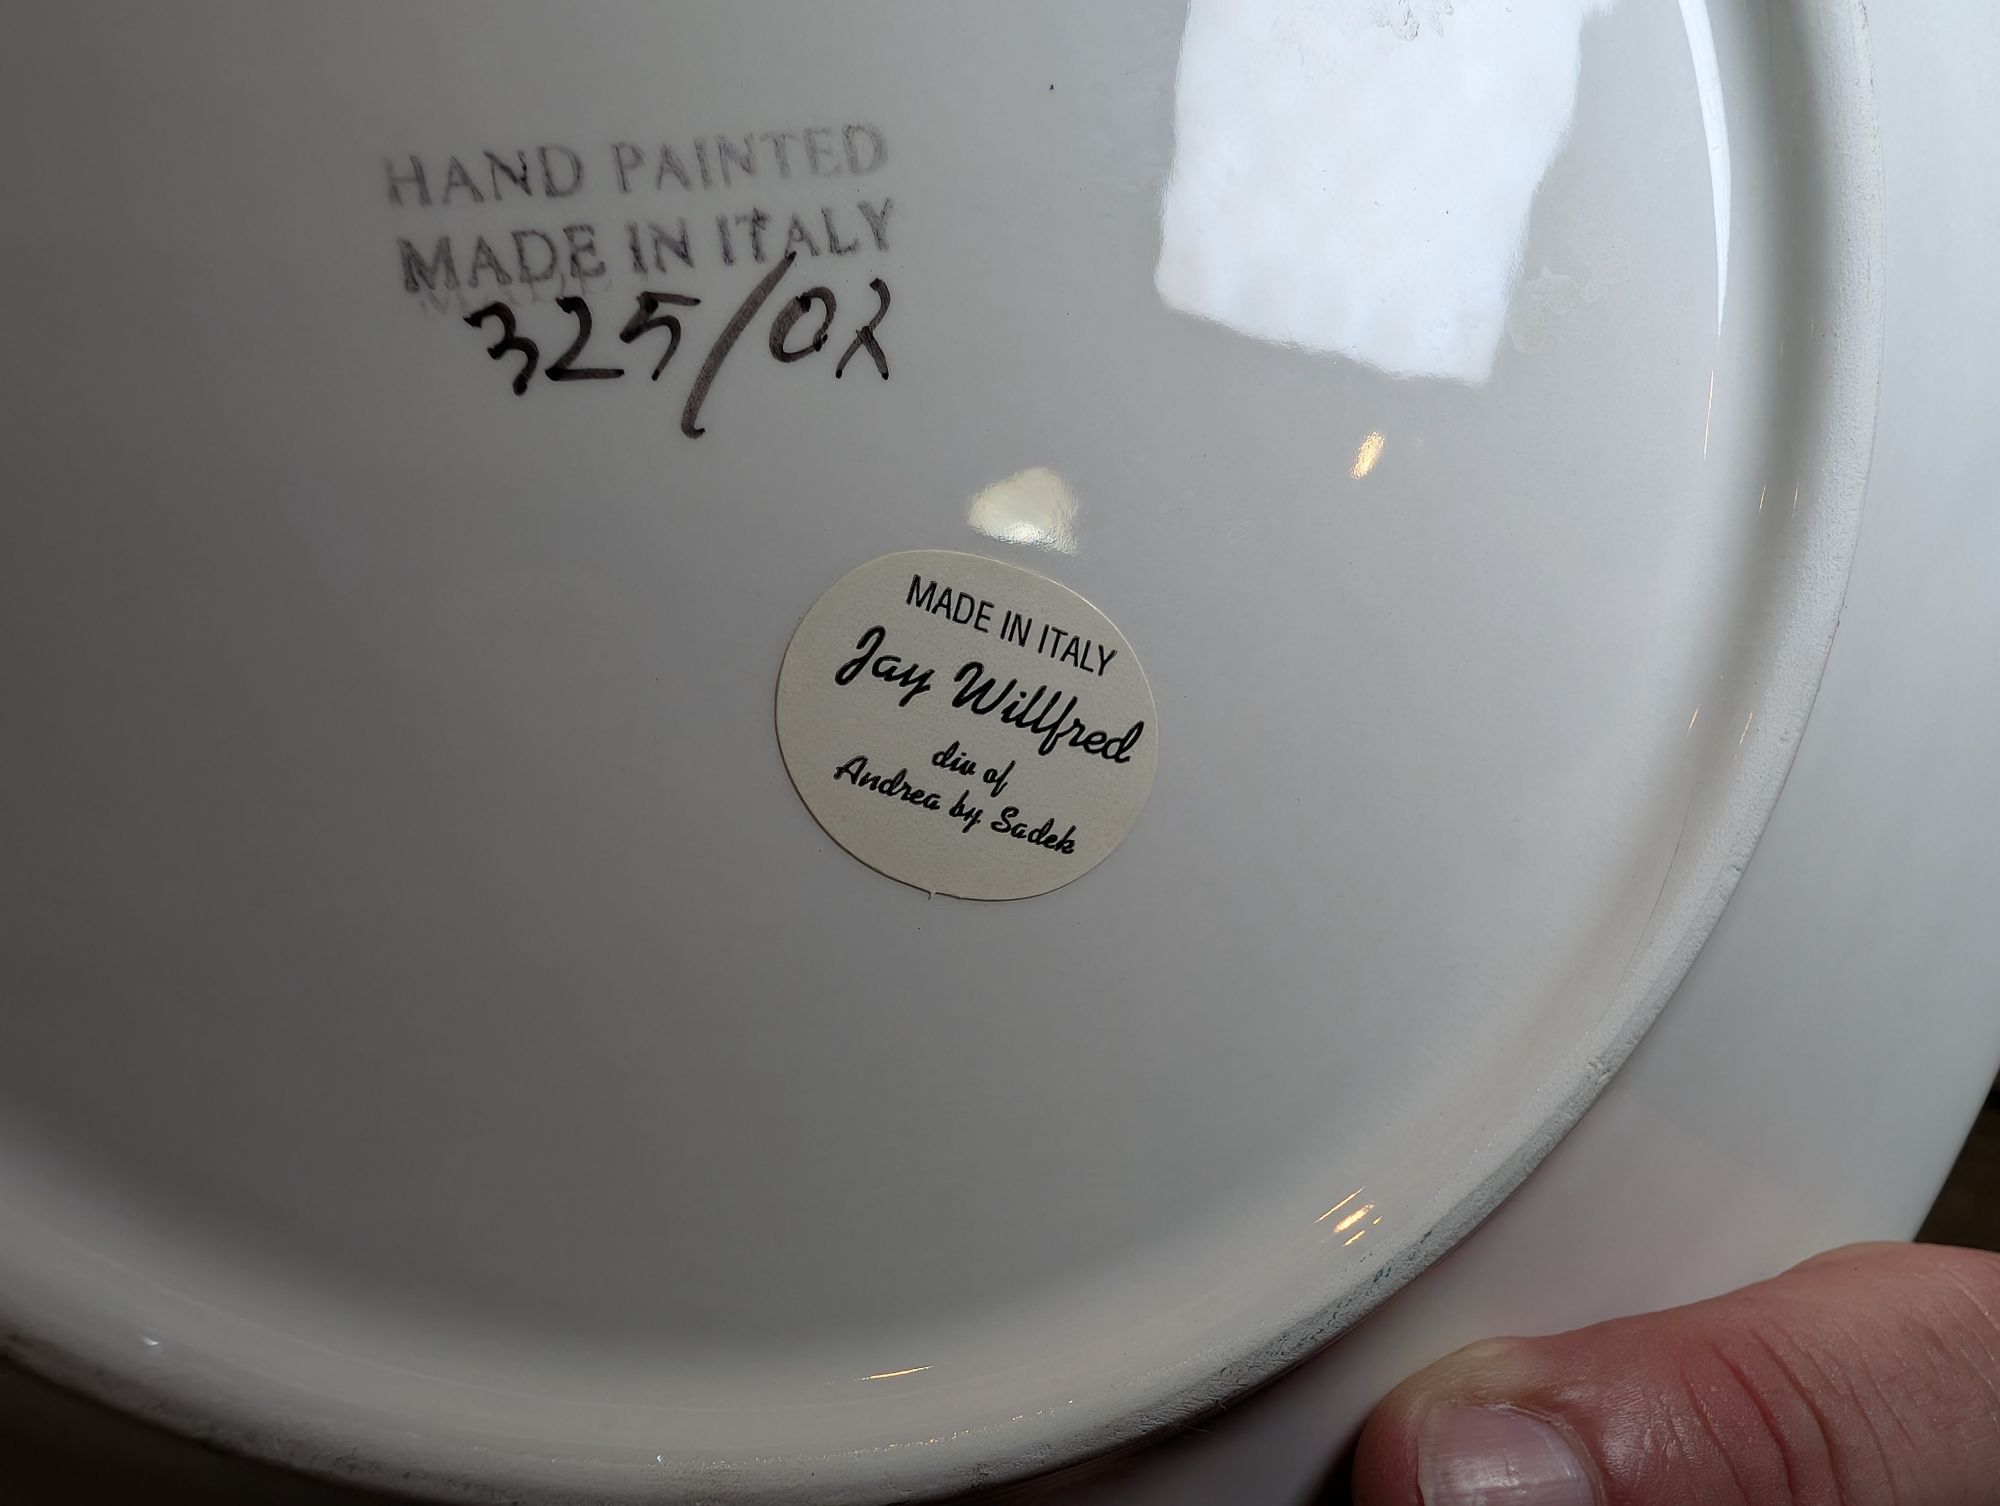 HAND PAINTED
MADE IN ITALY
325/02
MADE IN ITALY
Jay Willfred
div of
Andrea by Sadek